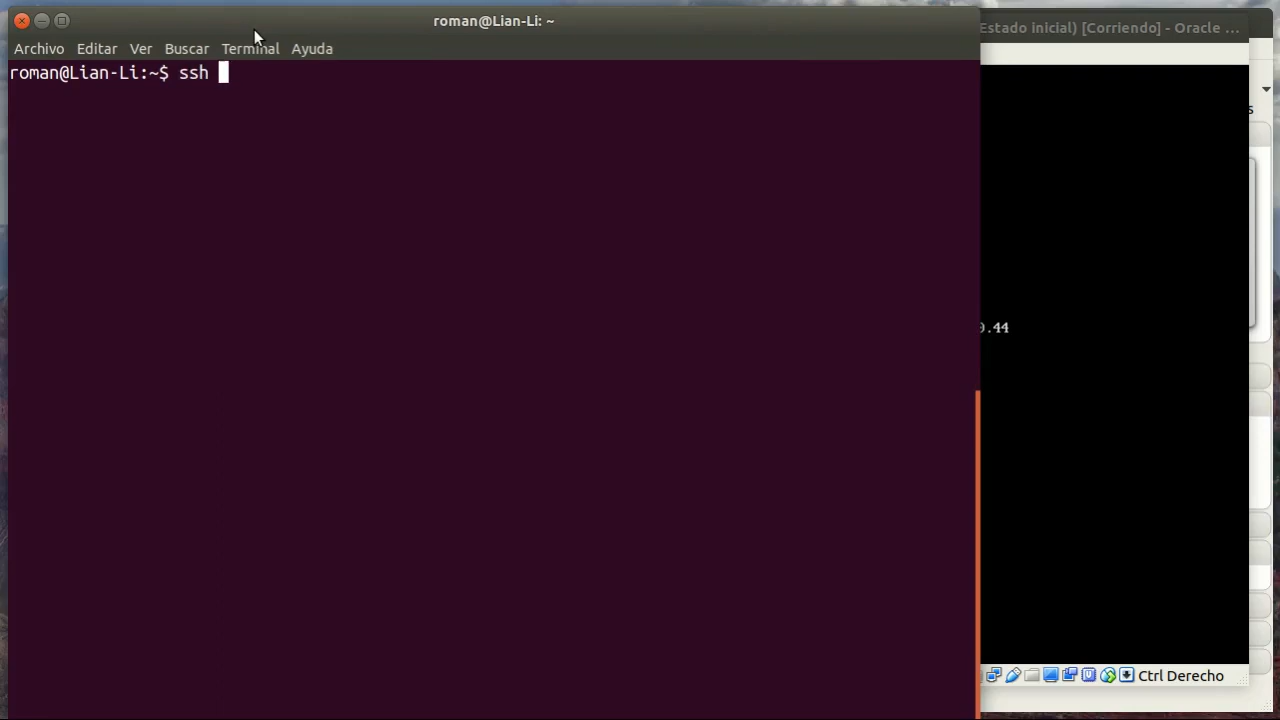 roman@Lian-Li: ~
Estado inicial) [Corriendo] - Oracle ...
Archivo Editar Ver Buscar Terminal Ayuda
roman@Lian-Li:~$ ssh
.44
Ctrl Derecho